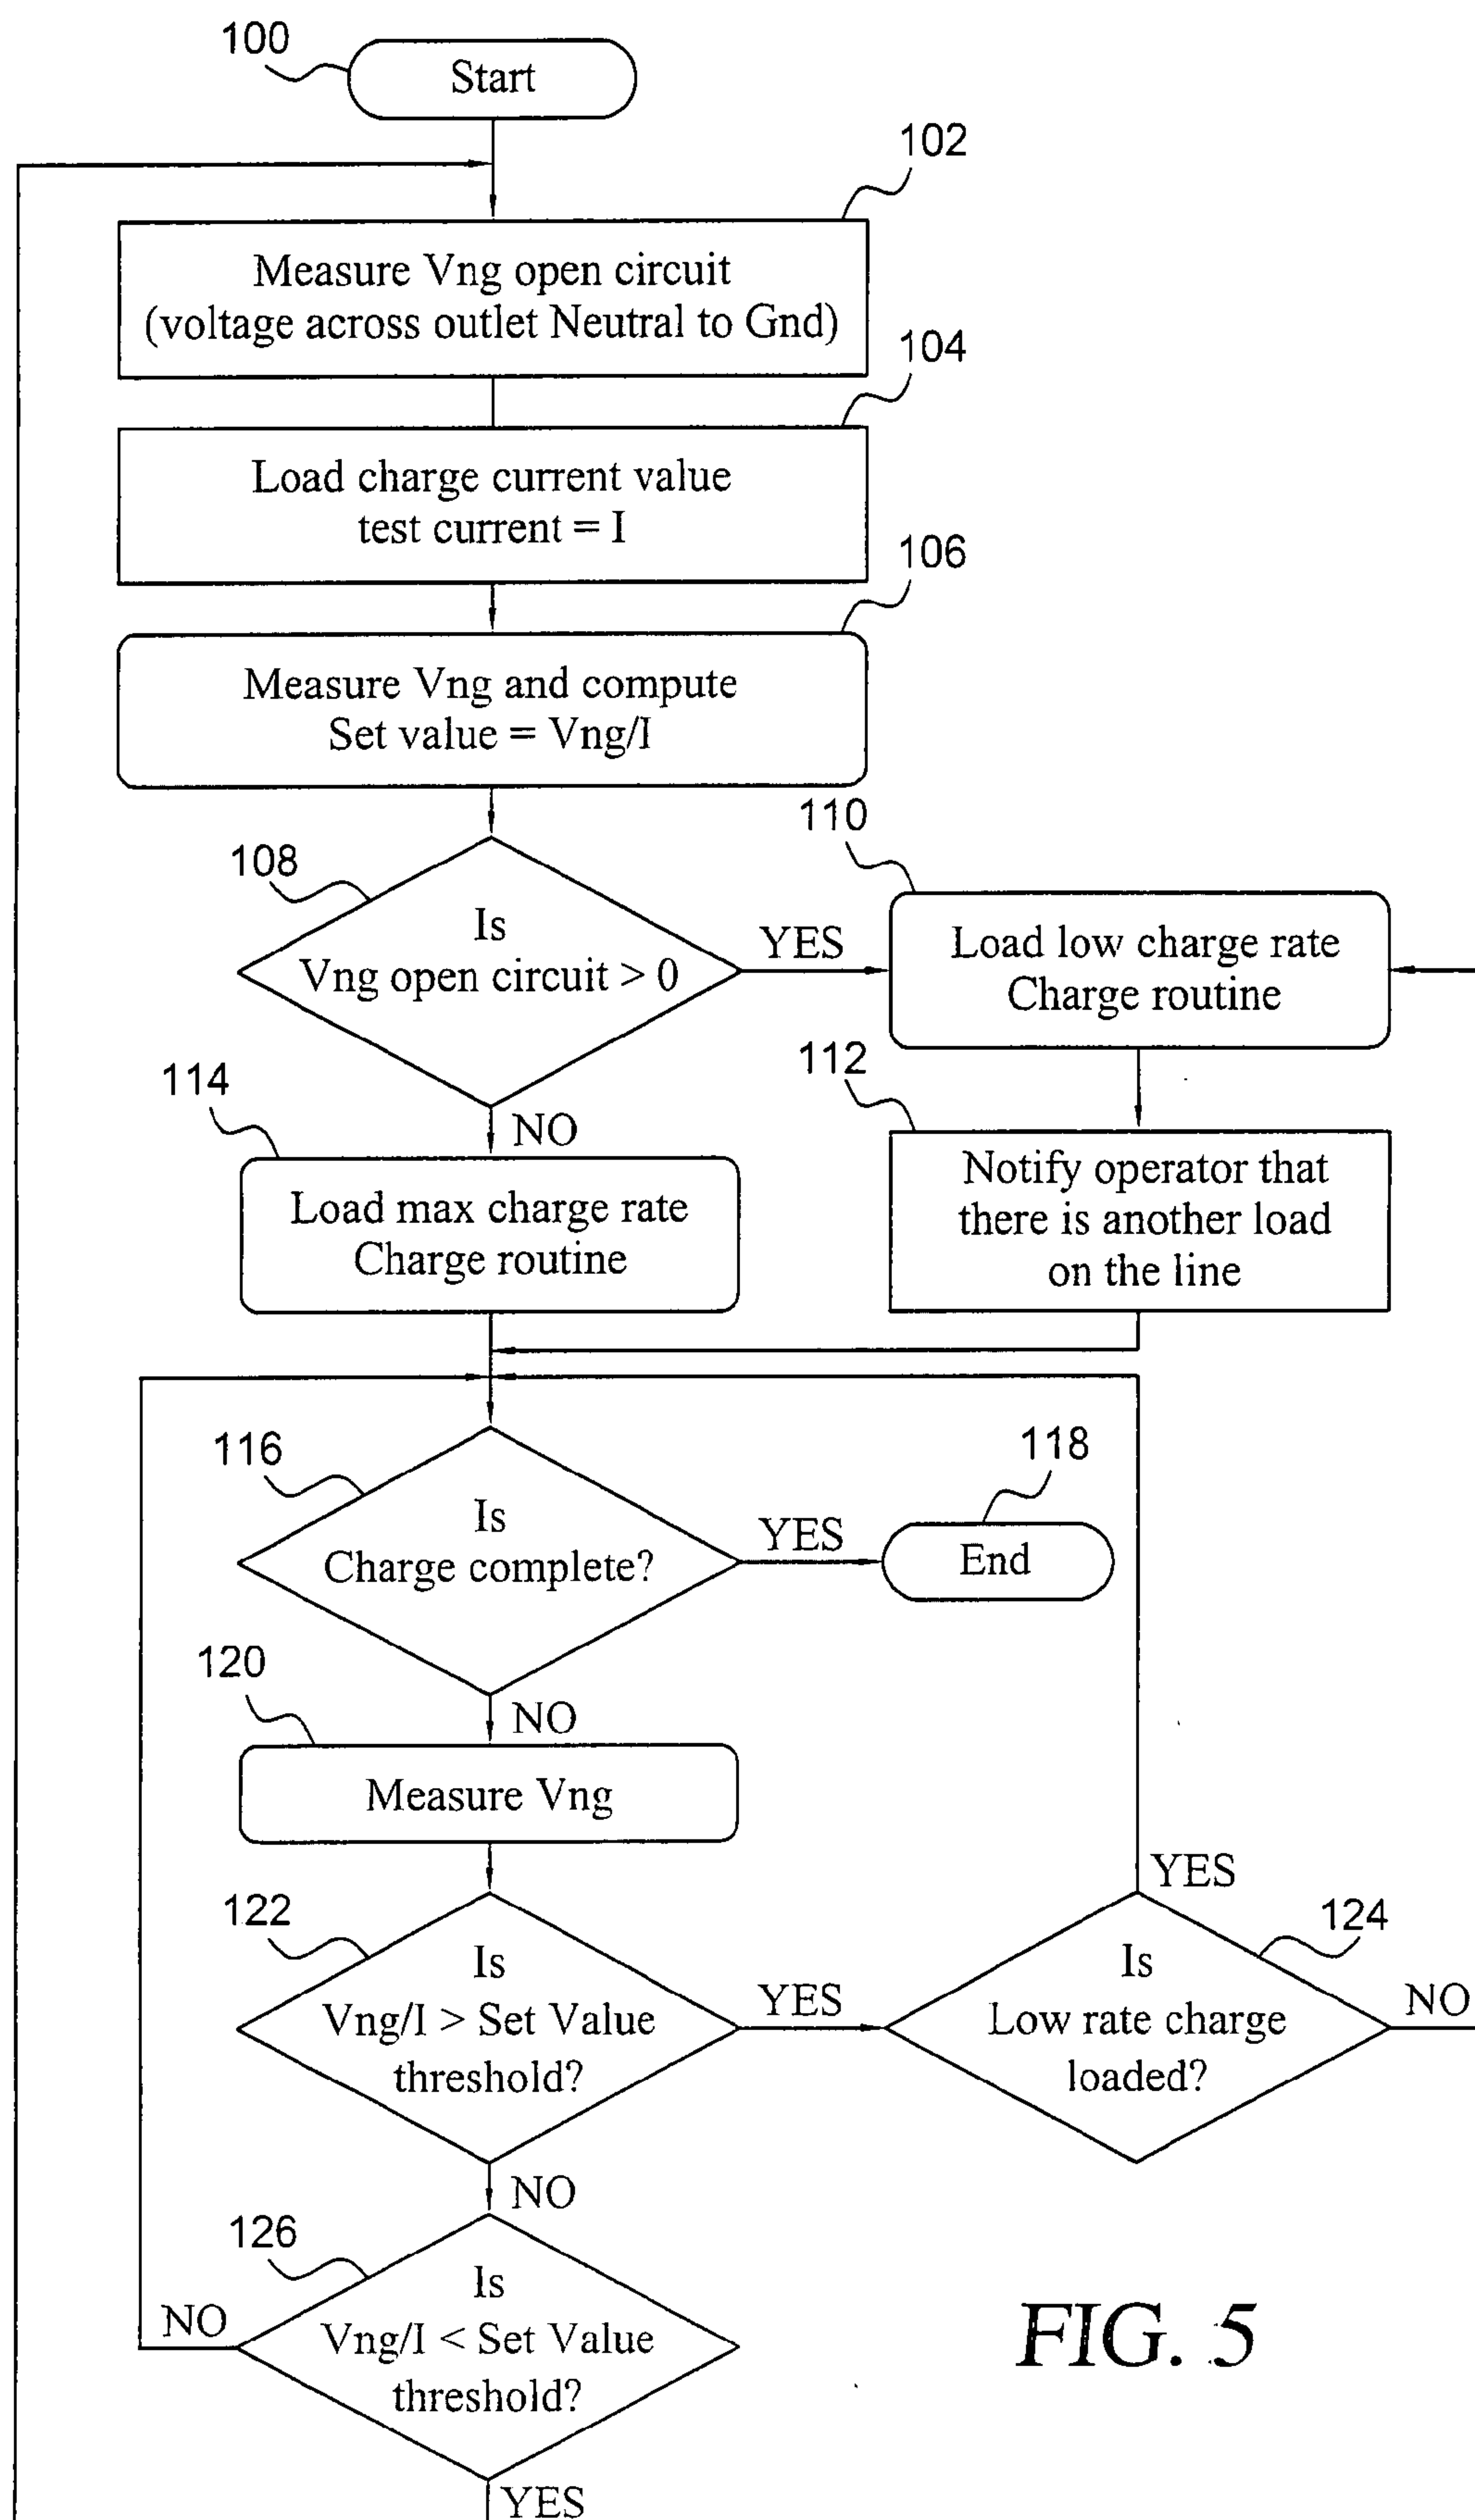 100
Start
102
Measure Vng open circuit
(voltage across outlet Neutral to Gnd)
104
Load charge current value
test current = I
106
Measure Vng and compute
Set value = Vng/I
108
Is
Vng open circuit > 0
YES
NO
110
Load low charge rate
Charge routine
112
Notify operator that
there is another load
on the line
114
Load max charge rate
Charge routine
116
Is
Charge complete?
YES
NO
118
End
120
Measure Vng
122
Is
Vng/I > Set Value
threshold?
YES
NO
124
Is
Low rate charge
loaded?
YES
NO
126
Is
Vng/I < Set Value
threshold?
NO
YES
FIG. 5